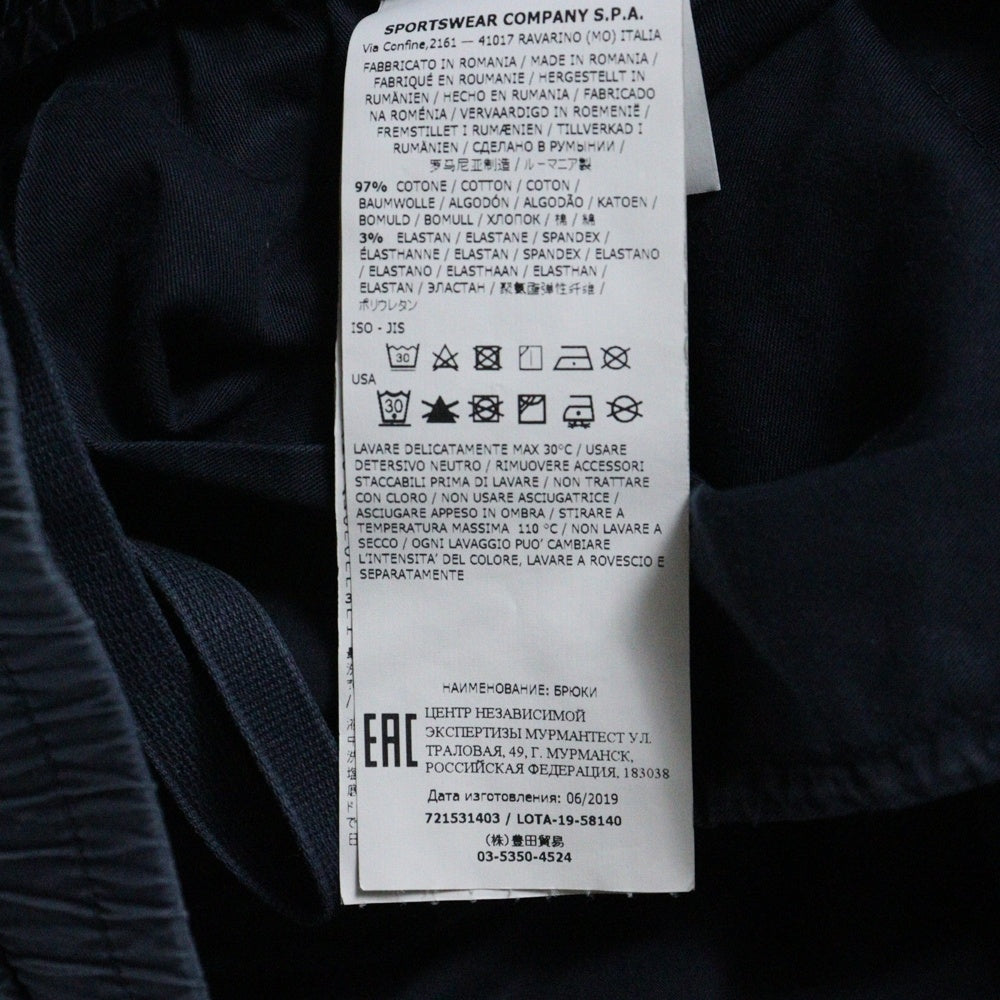 SPORTSWEAR COMPANY S.P.A.
Via Confine,2161 — 41017 RAVARINO (MO) ITALIA
FABBRICATO IN ROMANIA / MADE IN ROMANIA /
FABRIQUÉ EN ROUMANIE / HERGESTELLT IN
RUMÄNIEN / HECHO EN RUMANIA / FABRICADO
NA ROMÉNIA / VERVAARDIGD IN ROEMENIË /
FREMSTILLET I RUMÆNIEN / TILLVERKAD I
RUMÄNIEN / СДЕЛАНО В РУМЫНИИ /
罗马尼亚制造 / ルーマニア製
97% COTONE / COTTON / COTON /
BAUMWOLLE / ALGODÓN / ALGODÃO / KATOEN /
BOMULD / BOMULL / ХЛОПОК / 棉 / 綿
3% ELASTAN / ELASTANE / SPANDEX /
ÉLASTHANNE / ELASTAN / SPANDEX / ELASTANO
/ ELASTANO / ELASTHAAN / ELASTHAN /
ELASTAN / ЭЛАСТАН / 聚氨酯弹性纤维 /
ポリウレタン
ISO - JIS
30
USA
30
LAVARE DELICATAMENTE MAX 30°C / USARE
DETERSIVO NEUTRO / RIMUOVERE ACCESSORI
STACCABILI PRIMA DI LAVARE / NON TRATTARE
CON CLORO / NON USARE ASCIUGATRICE /
ASCIUGARE APPESO IN OMBRA / STIRARE A
TEMPERATURA MASSIMA 110 °C / NON LAVARE A
SECCO / OGNI LAVAGGIO PUO' CAMBIARE
L'INTENSITA' DEL COLORE, LAVARE A ROVESCIO E
SEPARATAMENTE
НАИМЕНОВАНИЕ: БРЮКИ
EAC
ЦЕНТР НЕЗАВИСИМОЙ
ЭКСПЕРТИЗЫ МУРМАНТЕСТ УЛ.
ТРАЛОВАЯ, 49, Г. МУРМАНСК,
РОССИЙСКАЯ ФЕДЕРАЦИЯ, 183038
Дата изготовления: 06/2019
721531403 / LOTA-19-58140
(株)豊田貿易
03-5350-4524